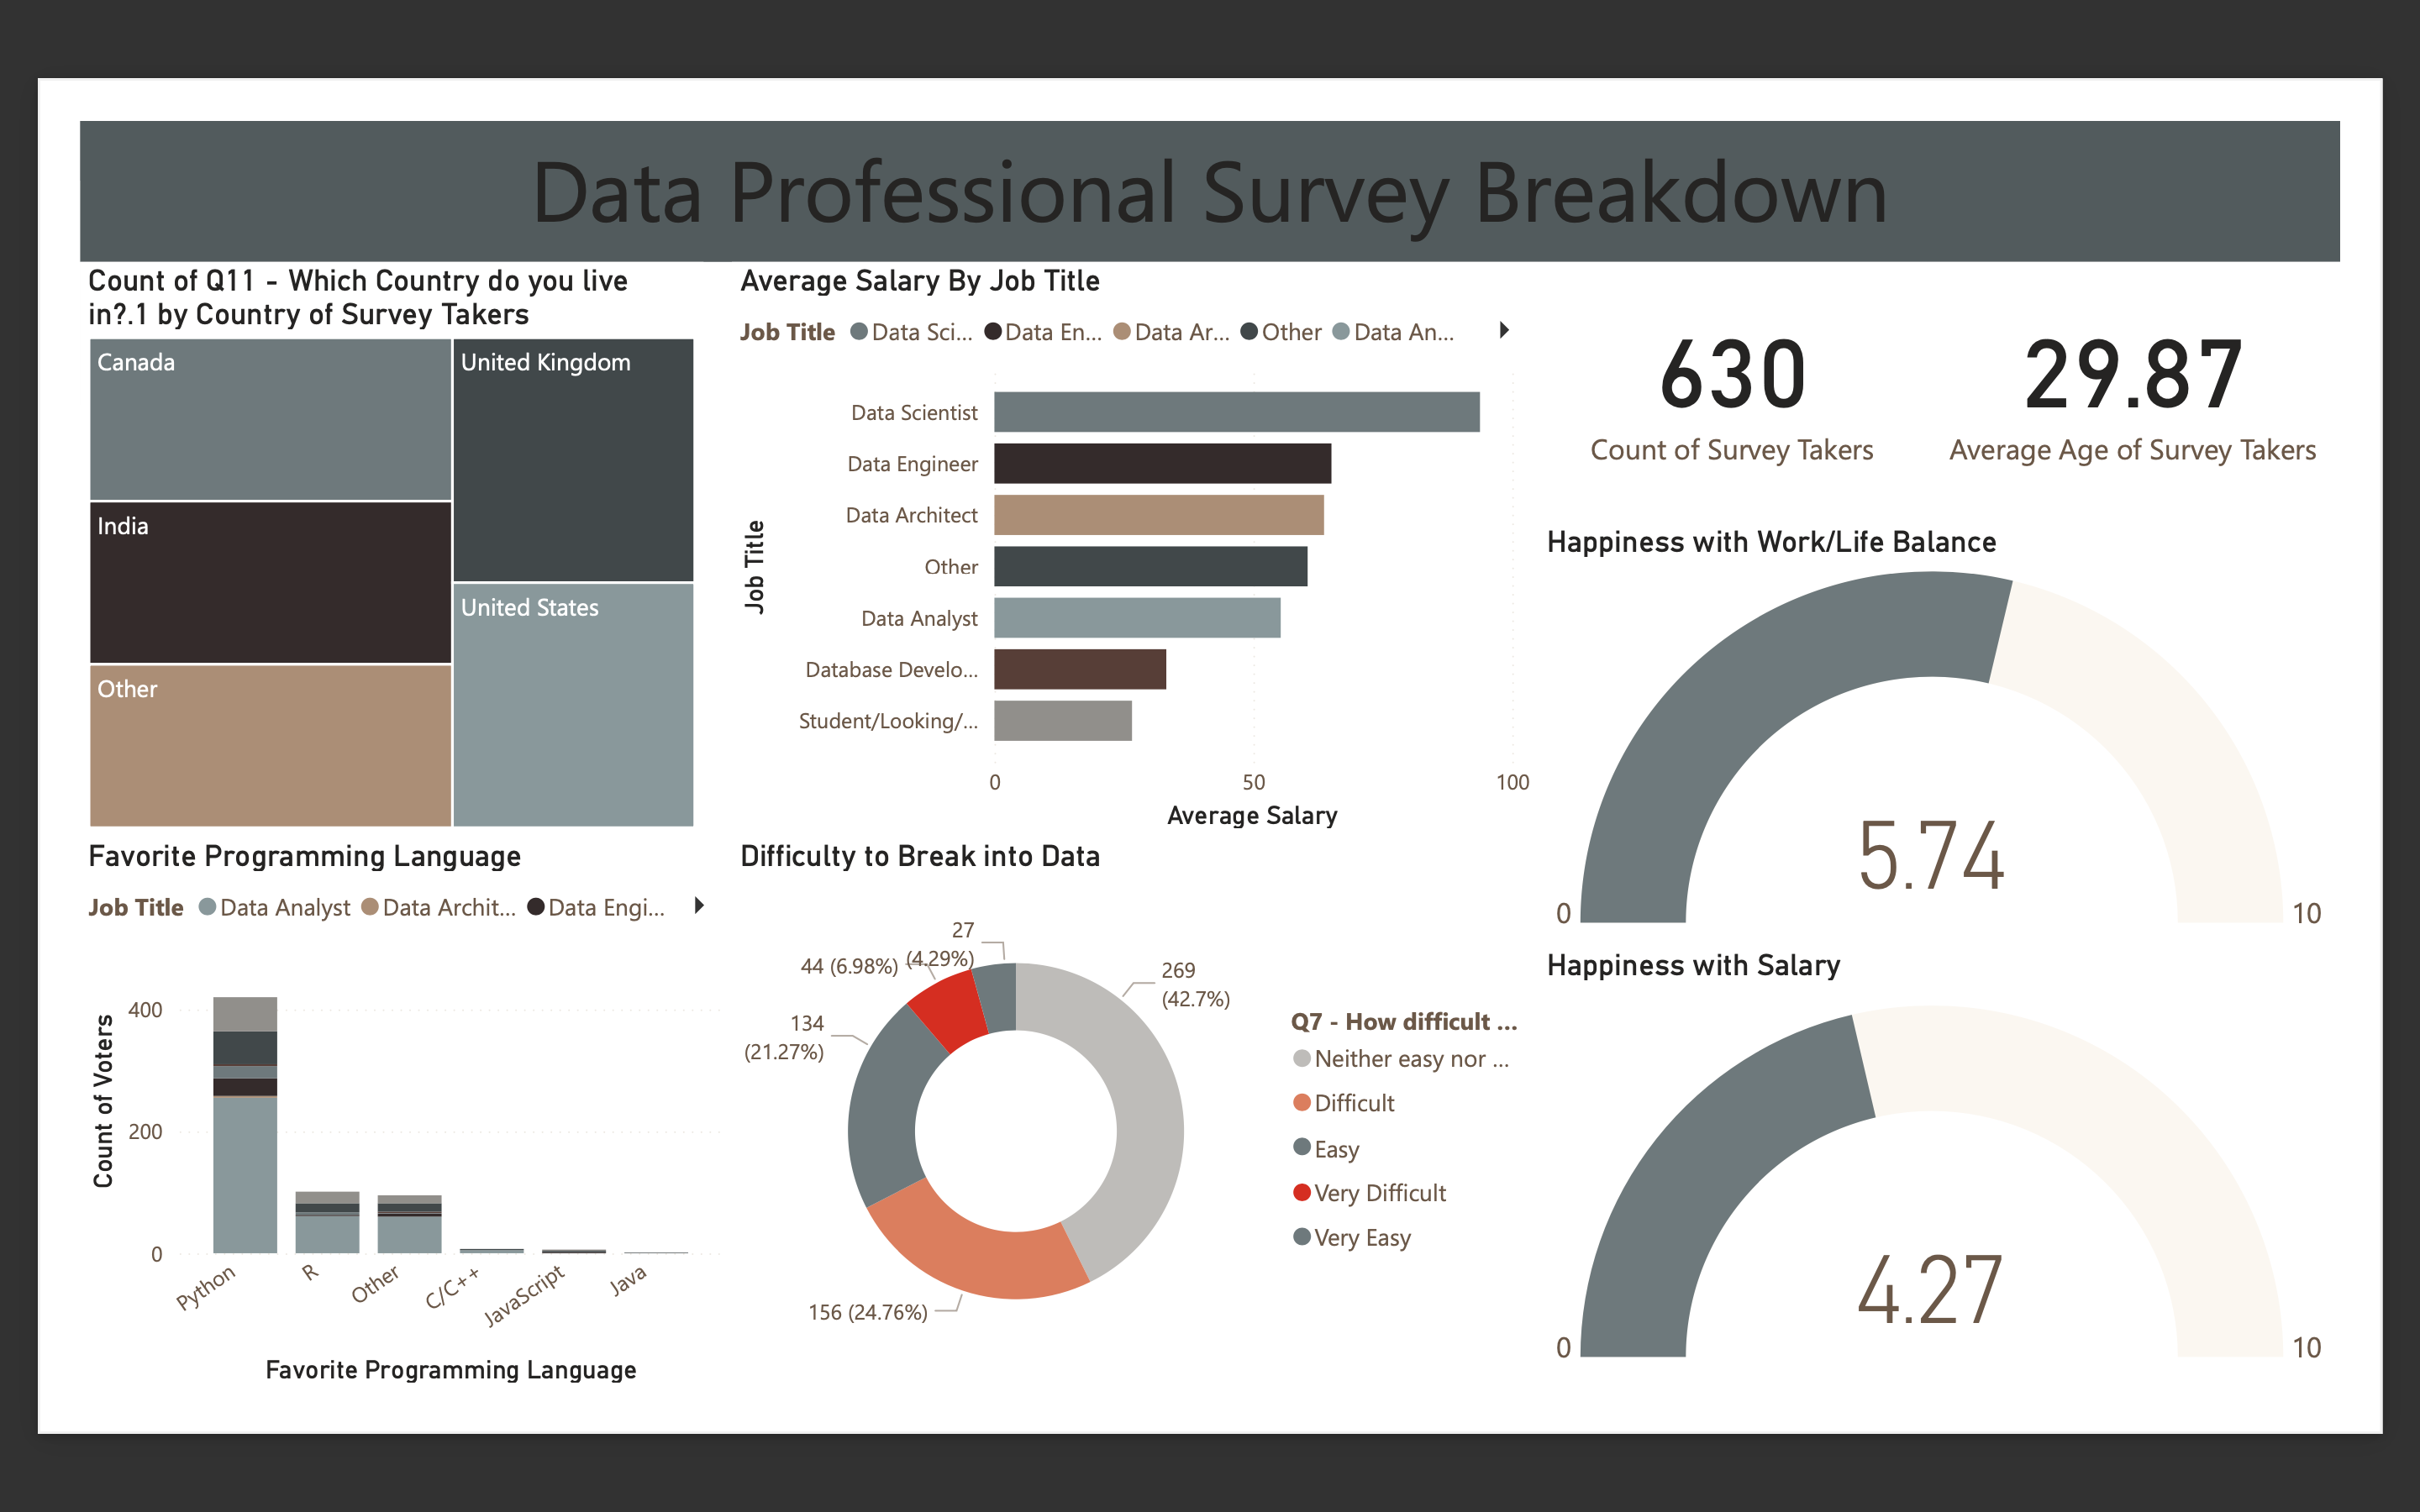 Data Professional Survey Breakdown
Count of Q11 - Which Country do you live
in?.1 by Country of Survey Takers
Canada
India
Other
United Kingdom
United States
Average Salary By Job Title
Job Title Data Sci... Data En... Data Ar... Other Data An...
Job Title
Data Scientist
Data Engineer
Data Architect
Other
Data Analyst
Database Develo...
Student/Looking/...
0 50 100
Average Salary
630
Count of Survey Takers
29.87
Average Age of Survey Takers
Happiness with Work/Life Balance
5.74
0 10
Favorite Programming Language
Job Title Data Analyst Data Archit... Data Engi...
Count of Voters
400
200
0
Python R Other C/C++ JavaScript Java
Favorite Programming Language
Difficulty to Break into Data
27
(4.29%)
44 (6.98%)
269
(42.7%)
134
(21.27%)
156 (24.76%)
Q7 - How difficult ...
Neither easy nor ...
Difficult
Easy
Very Difficult
Very Easy
Happiness with Salary
4.27
0 10